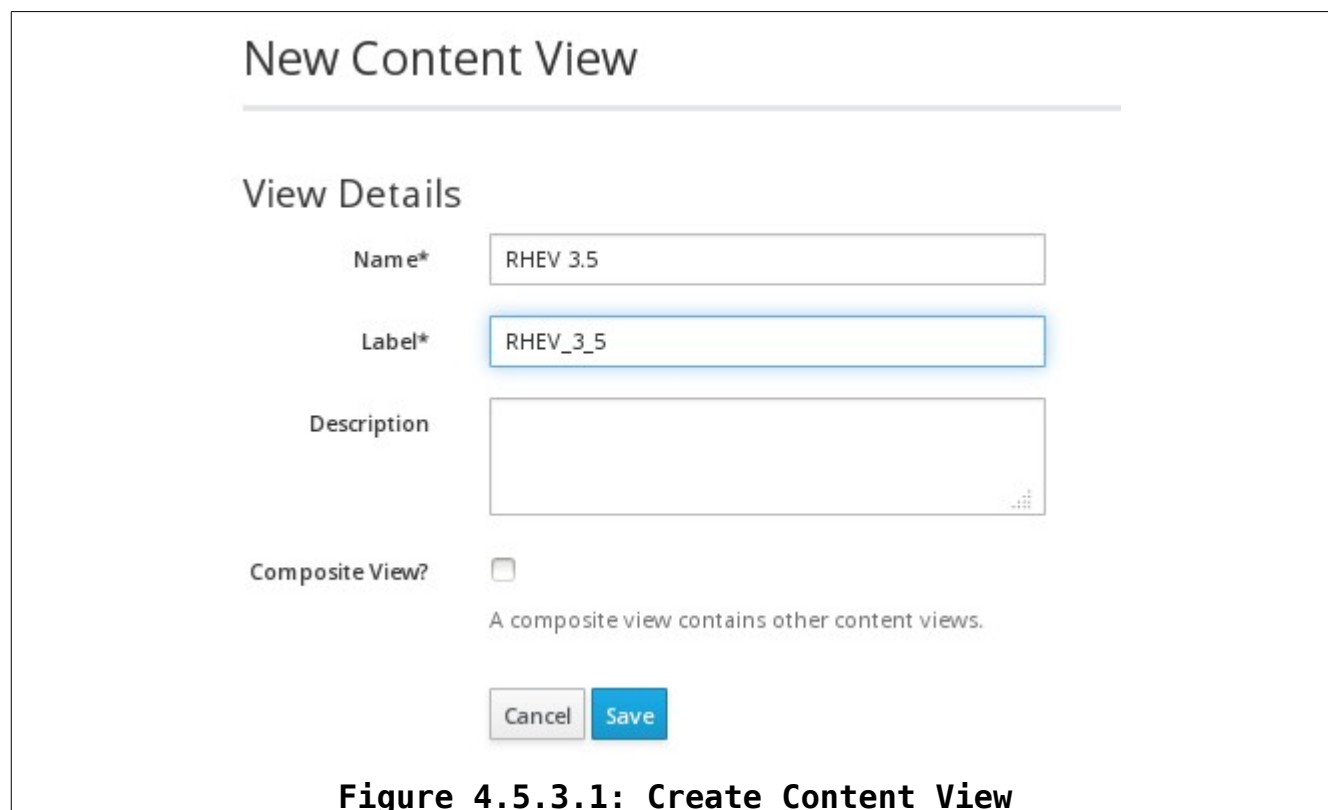 New Content View
View Details
Name* RHEV 3.5
Label* RHEV_3_5
Description
Composite View?
A composite view contains other content views.
Cancel Save
Figure 4.5.3.1: Create Content View